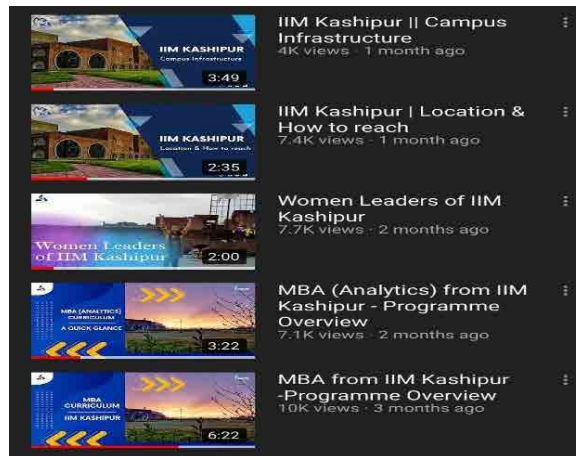 IIM KASHIPUR
Campus Infrastructure
3:49
IIM Kashipur || Campus
Infrastructure
4K views · 1 month ago
IIM KASHIPUR
Location & How to reach
2:35
IIM Kashipur | Location &
How to reach
7.4K views · 1 month ago
Women Leaders
of IIM Kashipur
2:00
Women Leaders of IIM
Kashipur
7.7K views · 2 months ago
MBA (ANALYTICS)
CURRICULUM
A QUICK GLANCE
3:22
MBA (Analytics) from IIM
Kashipur - Programme
Overview
7.1K views · 2 months ago
MBA
CURRICULUM
IIM KASHIPUR
6:22
MBA from IIM Kashipur
-Programme Overview
10K views · 3 months ago